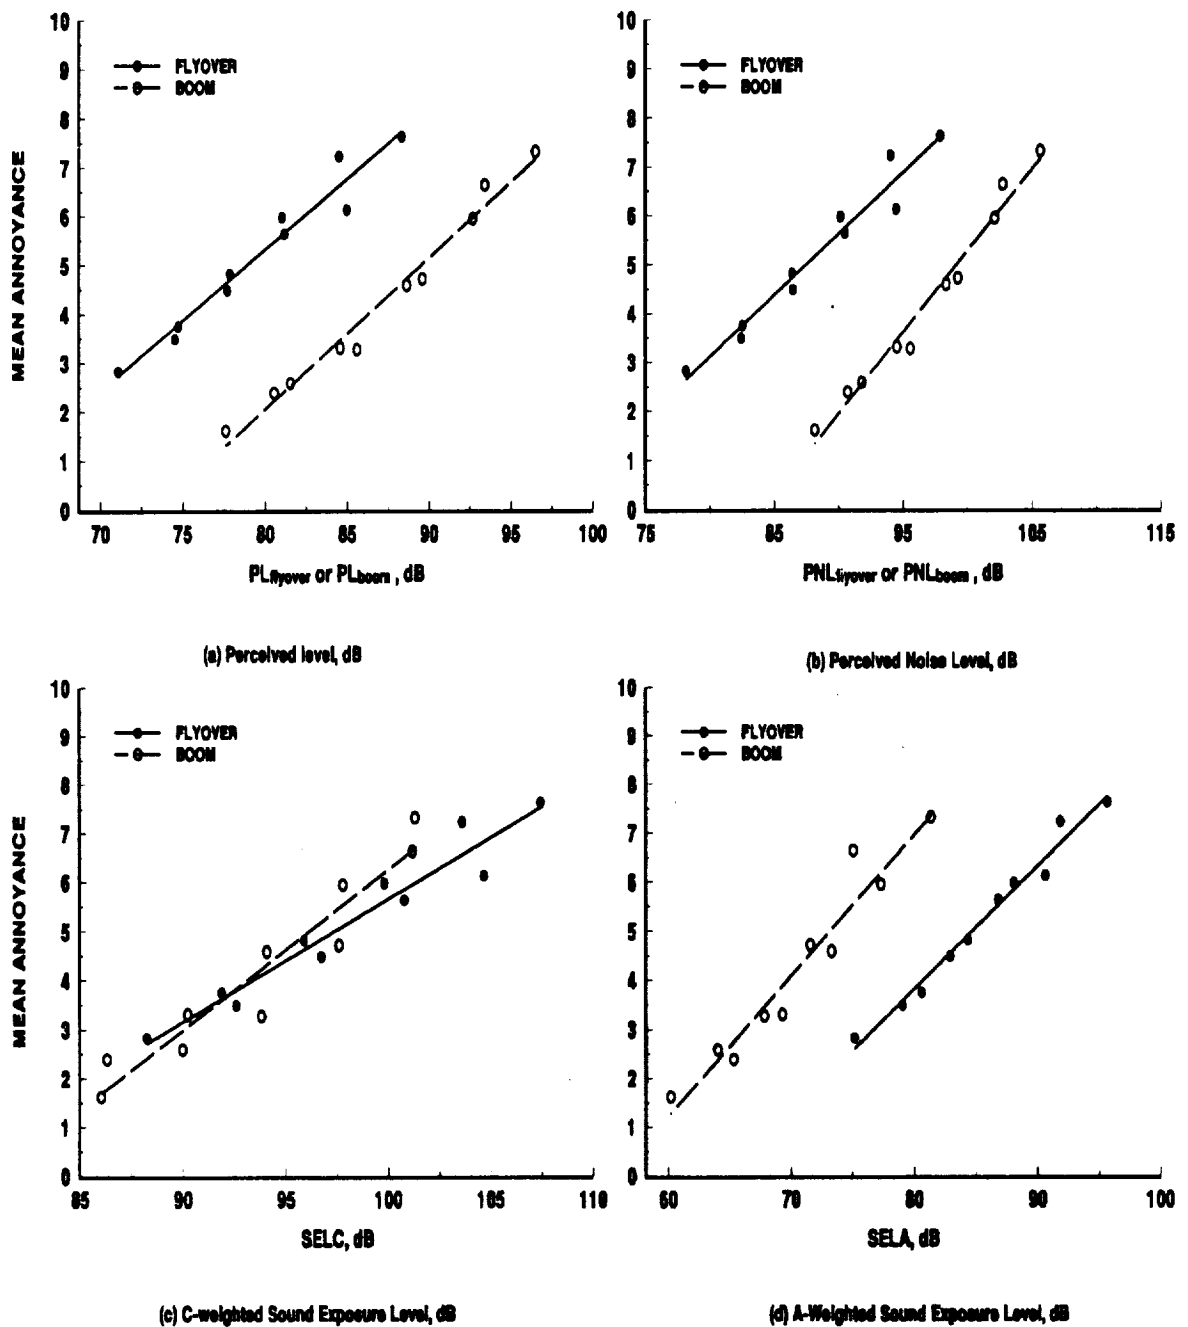 10
9
8
7
6
5
4
3
2
1
0
MEAN ANNOYANCE
FLYOVER
BOOM
70 75 80 85 90 95 100
PLflyover or PLboom , dB
(a) Perceived level, dB
10
9
8
7
6
5
4
3
2
1
0
FLYOVER
BOOM
75 85 95 105 115
PNLflyover or PNLboom , dB
(b) Perceived Noise Level, dB
10
9
8
7
6
5
4
3
2
1
0
MEAN ANNOYANCE
FLYOVER
BOOM
85 90 95 100 105 110
SELC, dB
(c) C-weighted Sound Exposure Level, dB
10
9
8
7
6
5
4
3
2
1
0
FLYOVER
BOOM
60 70 80 90 100
SELA, dB
(d) A-Weighted Sound Exposure Level, dB